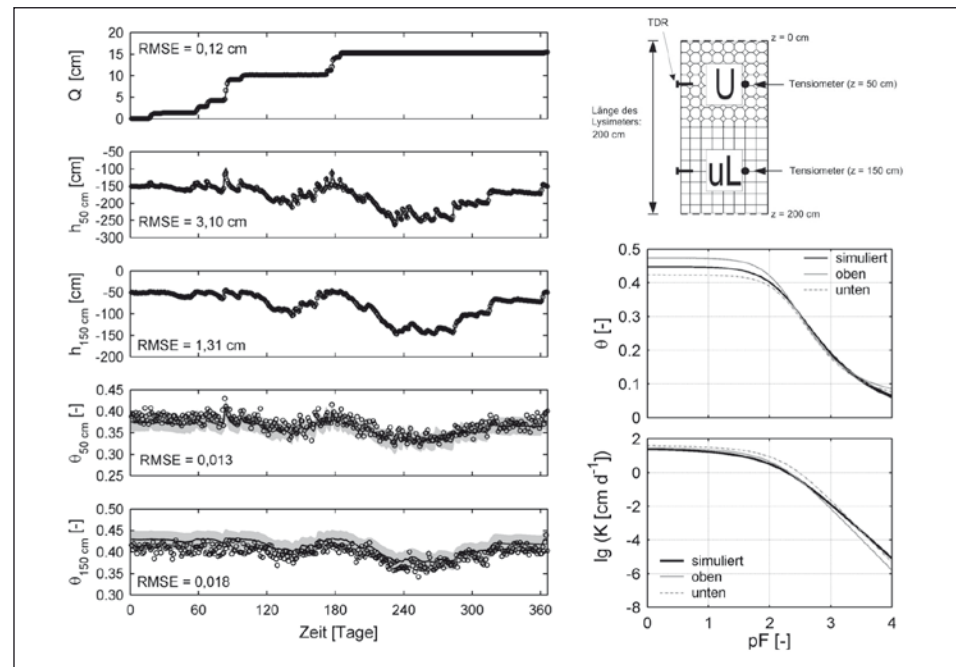 Q [cm]
20
15
10
5
0
RMSE = 0,12 cm
h50 cm [cm]
-50
-100
-150
-200
-250
-300
RMSE = 3,10 cm
h150 cm [cm]
0
-50
-100
-150
-200
RMSE = 1,31 cm
θ50 cm [-]
0.45
0.40
0.35
0.30
0.25
RMSE = 0,013
θ150 cm [-]
0.50
0.45
0.40
0.35
0.30
RMSE = 0,018
0 60 120 180 240 300 366
Zeit [Tage]
TDR
z = 0 cm
U
Tensiometer (z = 50 cm)
Länge des
Lysimeters:
200 cm
uL
Tensiometer (z = 150 cm)
z = 200 cm
θ [-]
0.5
0.4
0.3
0.2
0.1
0
simuliert
oben
unten
0 1 2 3 4
lg (K [cm d-1])
2
0
-2
-4
-6
-8
simuliert
oben
unten
0 1 2 3 4
pF [-]